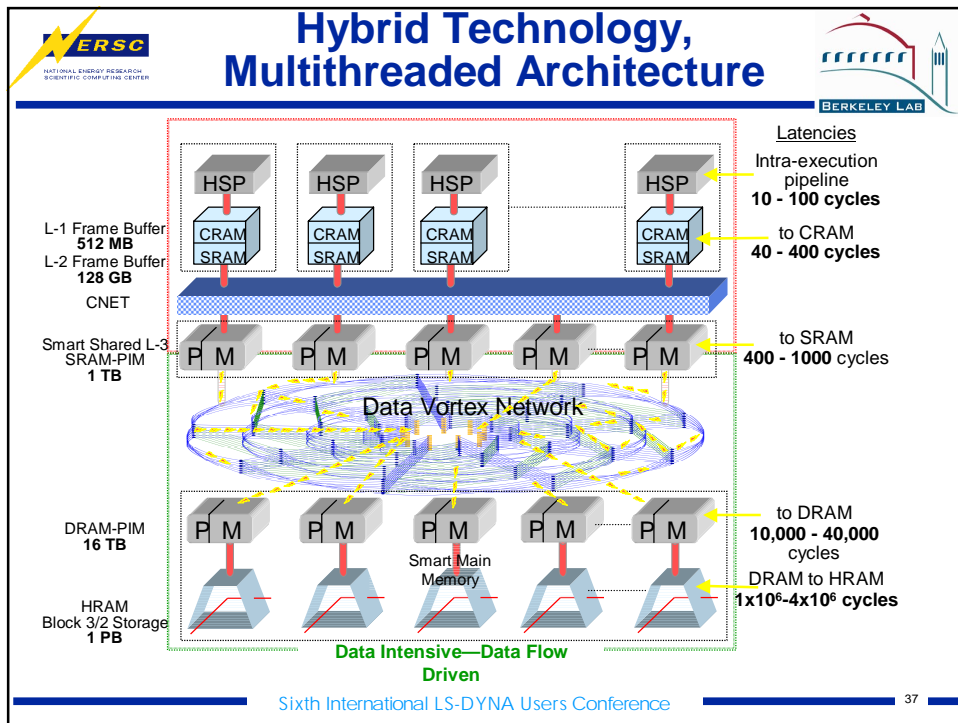 NERSC
NATIONAL ENERGY RESEARCH
SCIENTIFIC COMPUTING CENTER
Hybrid Technology,
Multithreaded Architecture
BERKELEY LAB
Latencies
Intra-execution
pipeline
10 - 100 cycles
HSP HSP HSP HSP
L-1 Frame Buffer
512 MB
L-2 Frame Buffer
128 GB
CRAM CRAM CRAM CRAM
SRAM SRAM SRAM SRAM
to CRAM
40 - 400 cycles
CNET
Smart Shared L-3
SRAM-PIM
1 TB
P M P M P M P M P M
to SRAM
400 - 1000 cycles
Data Vortex Network
DRAM-PIM
16 TB
P M P M P M P M P M
to DRAM
10,000 - 40,000
cycles
Smart Main
Memory
DRAM to HRAM
1x10⁶-4x10⁶ cycles
HRAM
Block 3/2 Storage
1 PB
Data Intensive—Data Flow
Driven
Sixth International LS-DYNA Users Conference
37